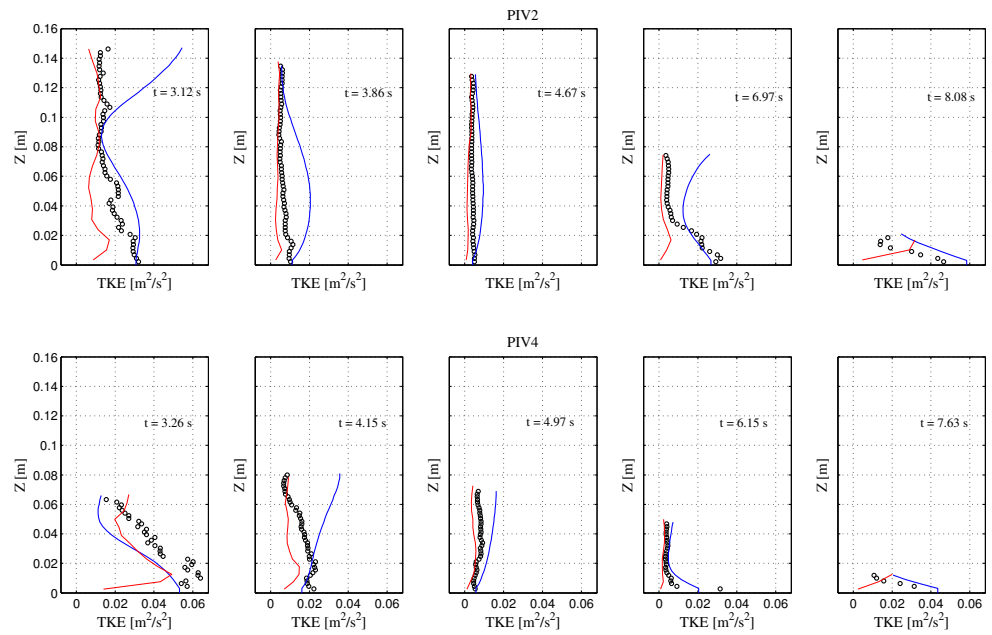 PIV2
0.16
0.14
0.12
0.1
0.08
0.06
0.04
0.02
0
Z [m]
t = 3.12 s
TKE [m²/s²]
Z [m]
t = 3.86 s
TKE [m²/s²]
Z [m]
t = 4.67 s
TKE [m²/s²]
Z [m]
t = 6.97 s
TKE [m²/s²]
Z [m]
t = 8.08 s
TKE [m²/s²]
PIV4
0.16
0.14
0.12
0.1
0.08
0.06
0.04
0.02
0
Z [m]
t = 3.26 s
0 0.02 0.04 0.06
TKE [m²/s²]
Z [m]
t = 4.15 s
0 0.02 0.04 0.06
TKE [m²/s²]
Z [m]
t = 4.97 s
0 0.02 0.04 0.06
TKE [m²/s²]
Z [m]
t = 6.15 s
0 0.02 0.04 0.06
TKE [m²/s²]
Z [m]
t = 7.63 s
0 0.02 0.04 0.06
TKE [m²/s²]